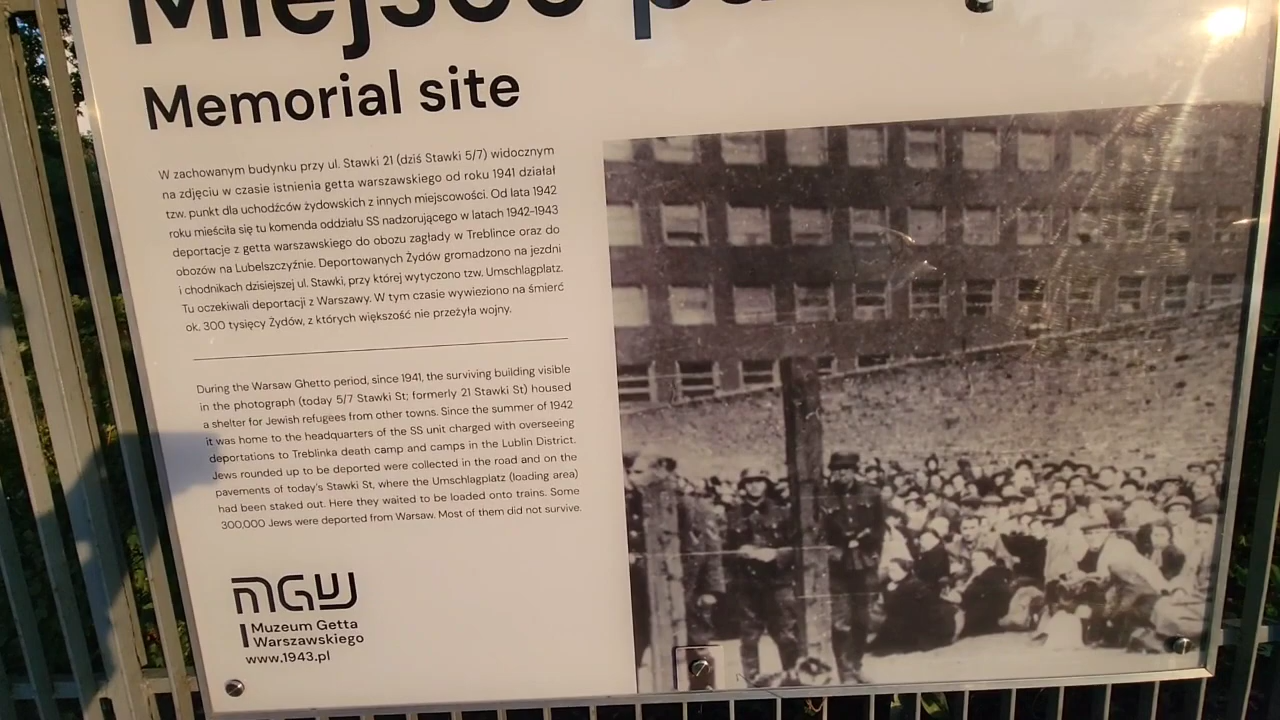 Miejsce
Memorial site
W zachowanym budynku przy ul. Stawki 21 (dziś Stawki 5/7) widocznym
na zdjęciu w czasie istnienia getta warszawskiego od roku 1941 działał
tzw. punkt dla uchodźców żydowskich z innych miejscowości. Od lata 1942
roku mieściła się tu komenda oddziału SS nadzorującego w latach 1942-1943
deportacje z getta warszawskiego do obozu zagłady w Treblince oraz do
obozów na Lubelszczyźnie. Deportowanych Żydów gromadzono na jezdni
i chodnikach dzisiejszej ul. Stawki, przy której wytyczono tzw. Umschlagplatz.
Tu oczekiwali deportacji z Warszawy. W tym czasie wywieziono na śmierć
ok. 300 tysięcy Żydów, z których większość nie przeżyła wojny.
During the Warsaw Ghetto period, since 1941, the surviving building visible
in the photograph (today 5/7 Stawki St; formerly 21 Stawki St) housed
a shelter for Jewish refugees from other towns. Since the summer of 1942
it was home to the headquarters of the SS unit charged with overseeing
deportations to Treblinka death camp and camps in the Lublin District.
Jews rounded up to be deported were collected in the road and on the
pavements of today's Stawki St, where the Umschlagplatz (loading area)
had been staked out. Here they waited to be loaded onto trains. Some
300,000 Jews were deported from Warsaw. Most of them did not survive.
MGW
Muzeum Getta
Warszawskiego
www.1943.pl